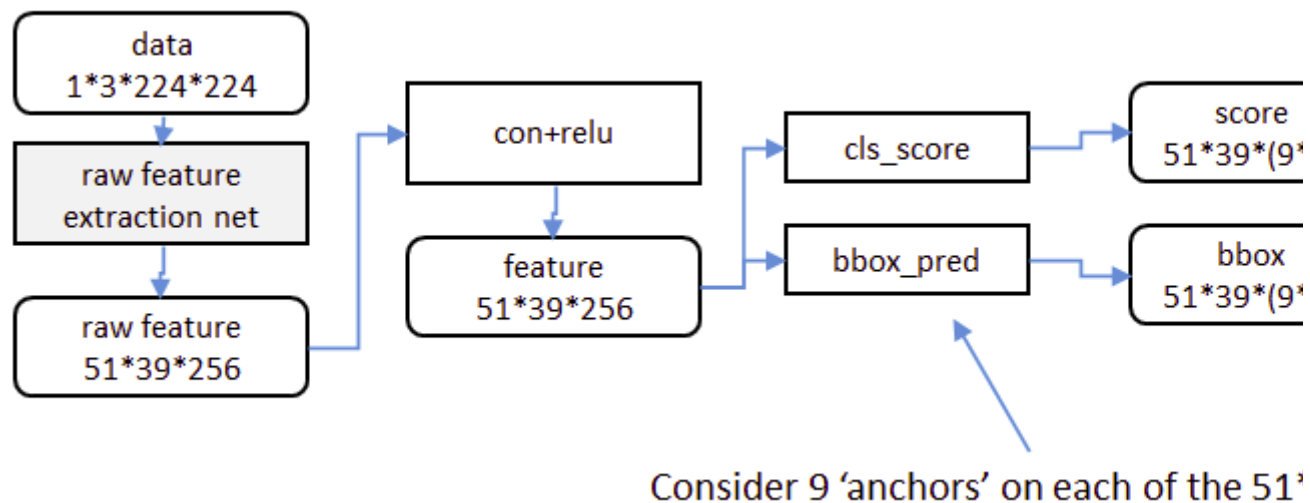 data
1*3*224*224
raw feature
extraction net
raw feature
51*39*256
con+relu
feature
51*39*256
cls_score
bbox_pred
score
51*39*(9*
bbox
51*39*(9*
Consider 9 ‘anchors’ on each of the 51*